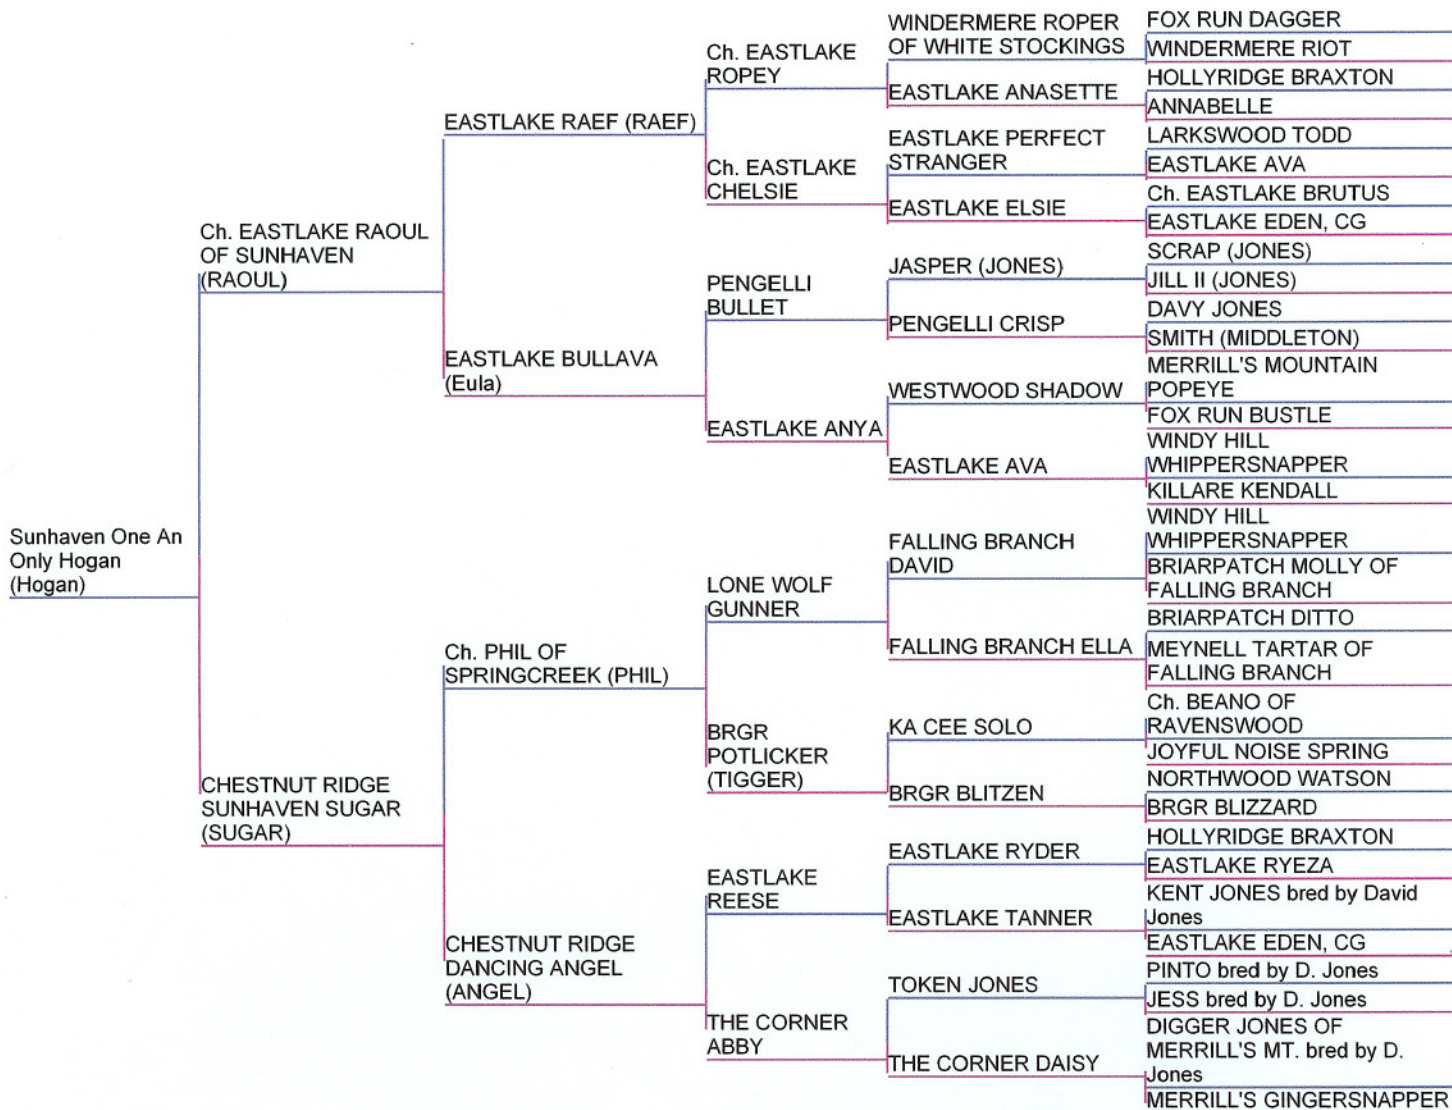 Sunhaven One An
Only Hogan
(Hogan)
Ch. EASTLAKE RAOUL
OF SUNHAVEN
(RAOUL)
CHESTNUT RIDGE
SUNHAVEN SUGAR
(SUGAR)
EASTLAKE RAEF (RAEF)
EASTLAKE BULLAVA
(Eula)
Ch. PHIL OF
SPRINGCREEK (PHIL)
CHESTNUT RIDGE
DANCING ANGEL
(ANGEL)
Ch. EASTLAKE
ROPEY
Ch. EASTLAKE
CHELSIE
PENGELLI
BULLET
EASTLAKE ANYA
LONE WOLF
GUNNER
BRGR
POTLICKER
(TIGGER)
EASTLAKE
REESE
THE CORNER
ABBY
WINDERMERE ROPER
OF WHITE STOCKINGS
EASTLAKE ANASETTE
EASTLAKE PERFECT
STRANGER
EASTLAKE ELSIE
JASPER (JONES)
PENGELLI CRISP
WESTWOOD SHADOW
EASTLAKE AVA
FALLING BRANCH
DAVID
FALLING BRANCH ELLA
KA CEE SOLO
BRGR BLITZEN
EASTLAKE RYDER
EASTLAKE TANNER
TOKEN JONES
THE CORNER DAISY
FOX RUN DAGGER
WINDERMERE RIOT
HOLLYRIDGE BRAXTON
ANNABELLE
LARKSWOOD TODD
EASTLAKE AVA
Ch. EASTLAKE BRUTUS
EASTLAKE EDEN, CG
SCRAP (JONES)
JILL II (JONES)
DAVY JONES
SMITH (MIDDLETON)
MERRILL'S MOUNTAIN
POPEYE
FOX RUN BUSTLE
WINDY HILL
WHIPPERSNAPPER
KILLARE KENDALL
WINDY HILL
WHIPPERSNAPPER
BRIARPATCH MOLLY OF
FALLING BRANCH
BRIARPATCH DITTO
MEYNELL TARTAR OF
FALLING BRANCH
Ch. BEANO OF
RAVENSWOOD
JOYFUL NOISE SPRING
NORTHWOOD WATSON
BRGR BLIZZARD
HOLLYRIDGE BRAXTON
EASTLAKE RYEZA
KENT JONES bred by David
Jones
EASTLAKE EDEN, CG
PINTO bred by D. Jones
JESS bred by D. Jones
DIGGER JONES OF
MERRILL'S MT. bred by D.
Jones
MERRILL'S GINGERSNAPPER